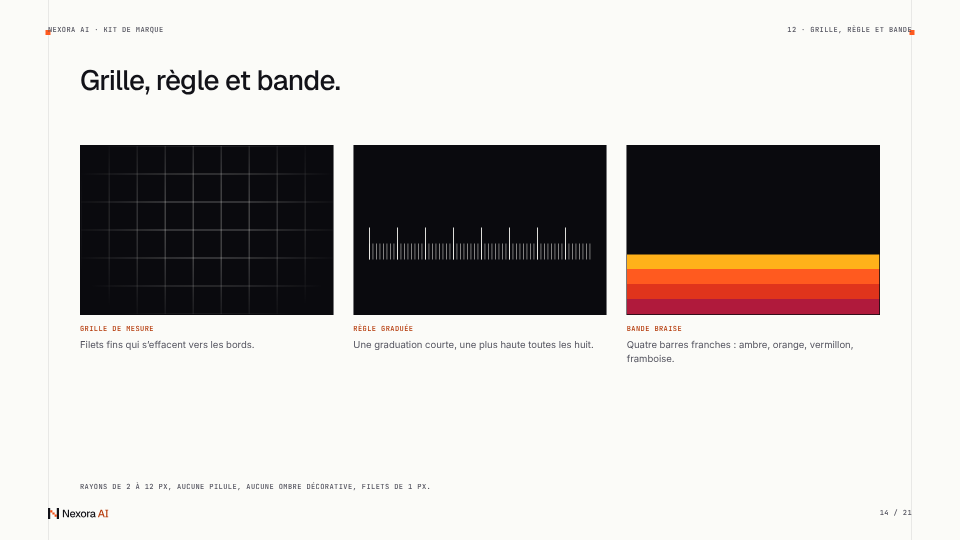 NEXORA AI · KIT DE MARQUE
12 · GRILLE, RÈGLE ET BANDE
Grille, règle et bande.
GRILLE DE MESURE
Filets fins qui s’effacent vers les bords.
RÈGLE GRADUÉE
Une graduation courte, une plus haute toutes les huit.
BANDE BRAISE
Quatre barres franches : ambre, orange, vermillon,
framboise.
RAYONS DE 2 À 12 PX, AUCUNE PILULE, AUCUNE OMBRE DÉCORATIVE, FILETS DE 1 PX.
Nexora AI
14 / 21